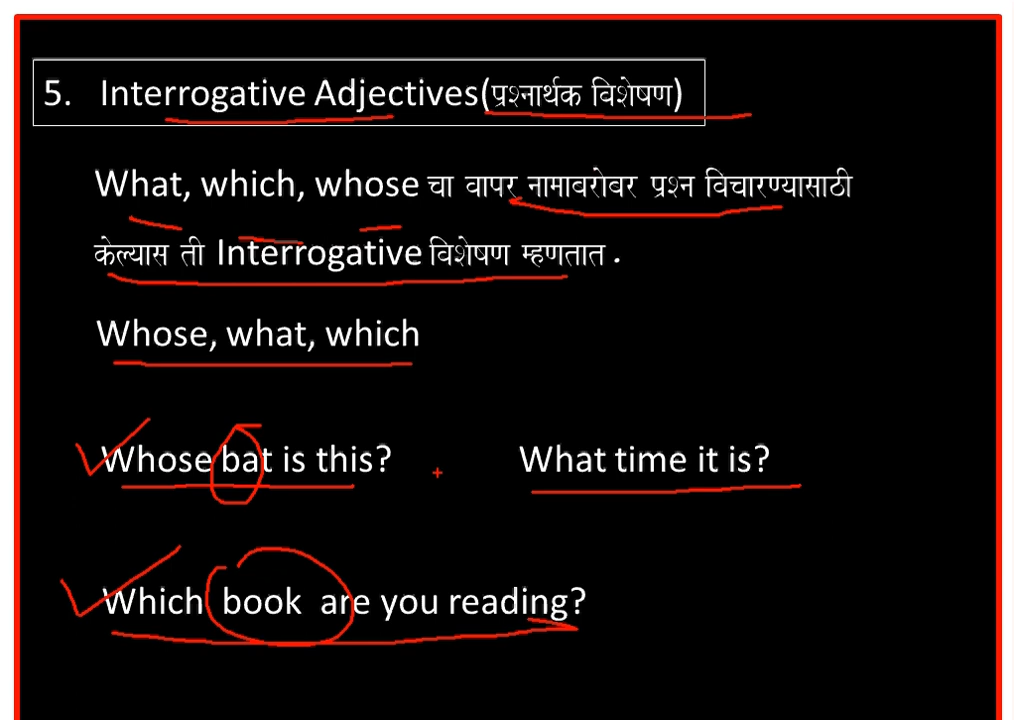 5. Interrogative Adjectives(प्रश्नार्थक विशेषण)
What, which, whose चा वापर नामाबरोबर प्रश्न विचारण्यासाठी
केल्यास ती Interrogative विशेषण म्हणतात .
Whose, what, which
Whose bat is this? What time it is?
Which book are you reading?